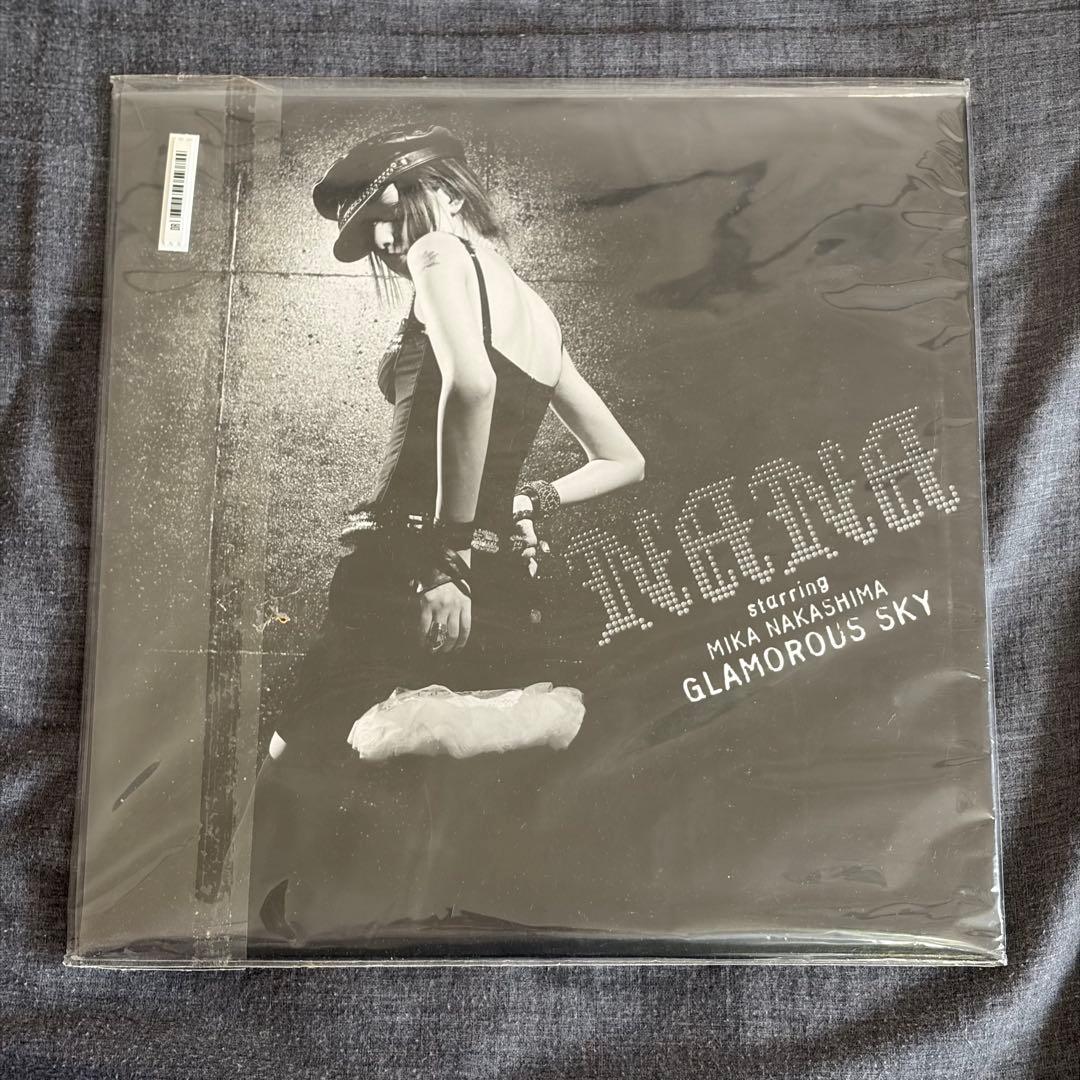 NANA
starring
MIKA NAKASHIMA
GLAMOROUS SKY